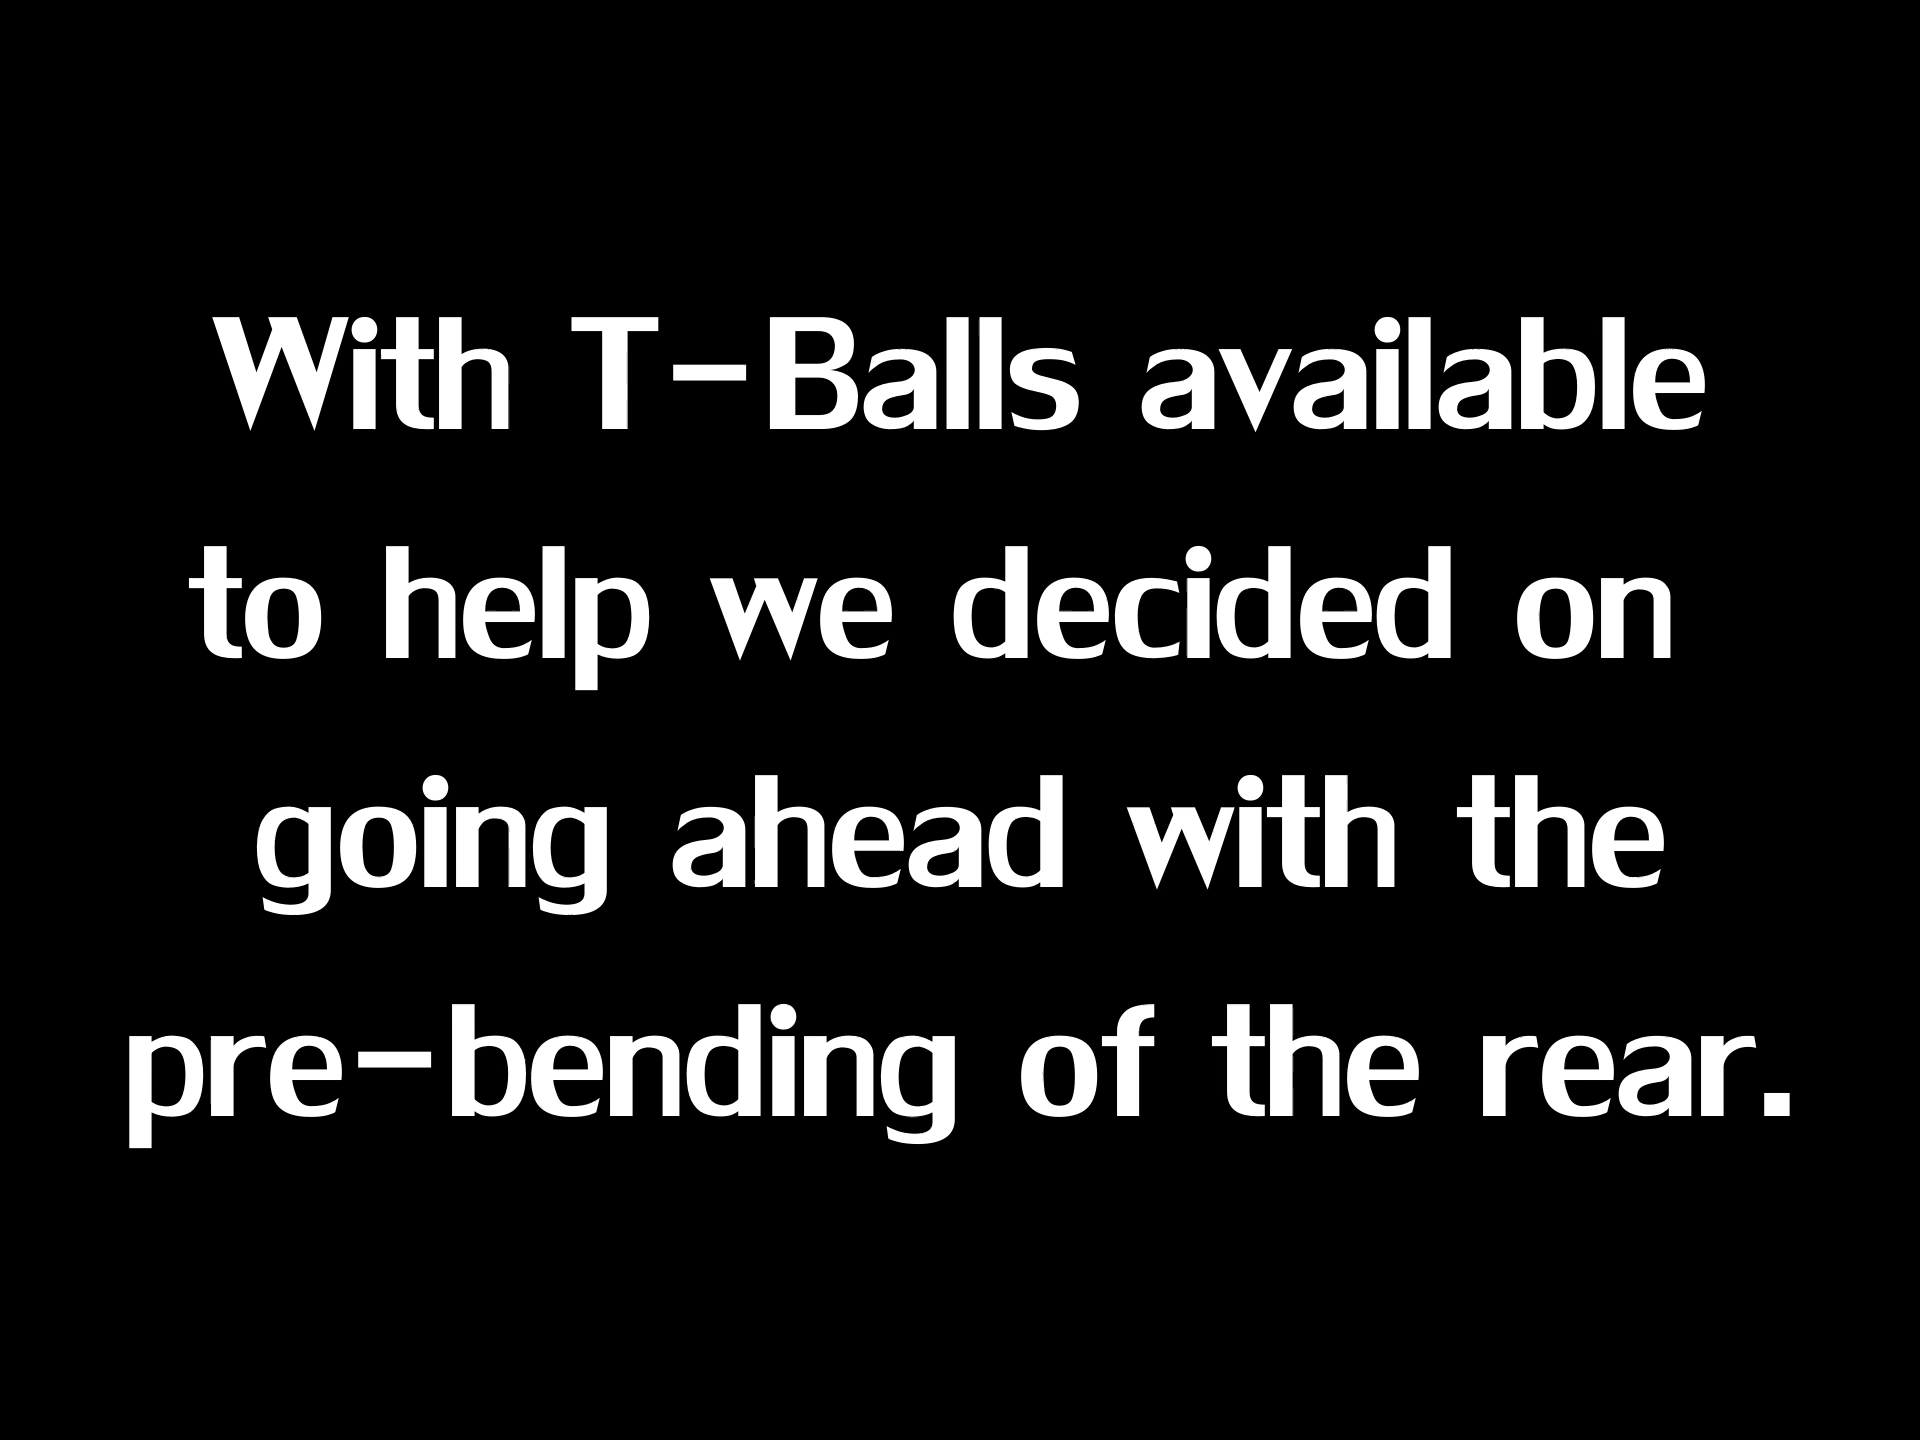 With T-Balls available
to help we decided on
going ahead with the
pre-bending of the rear.